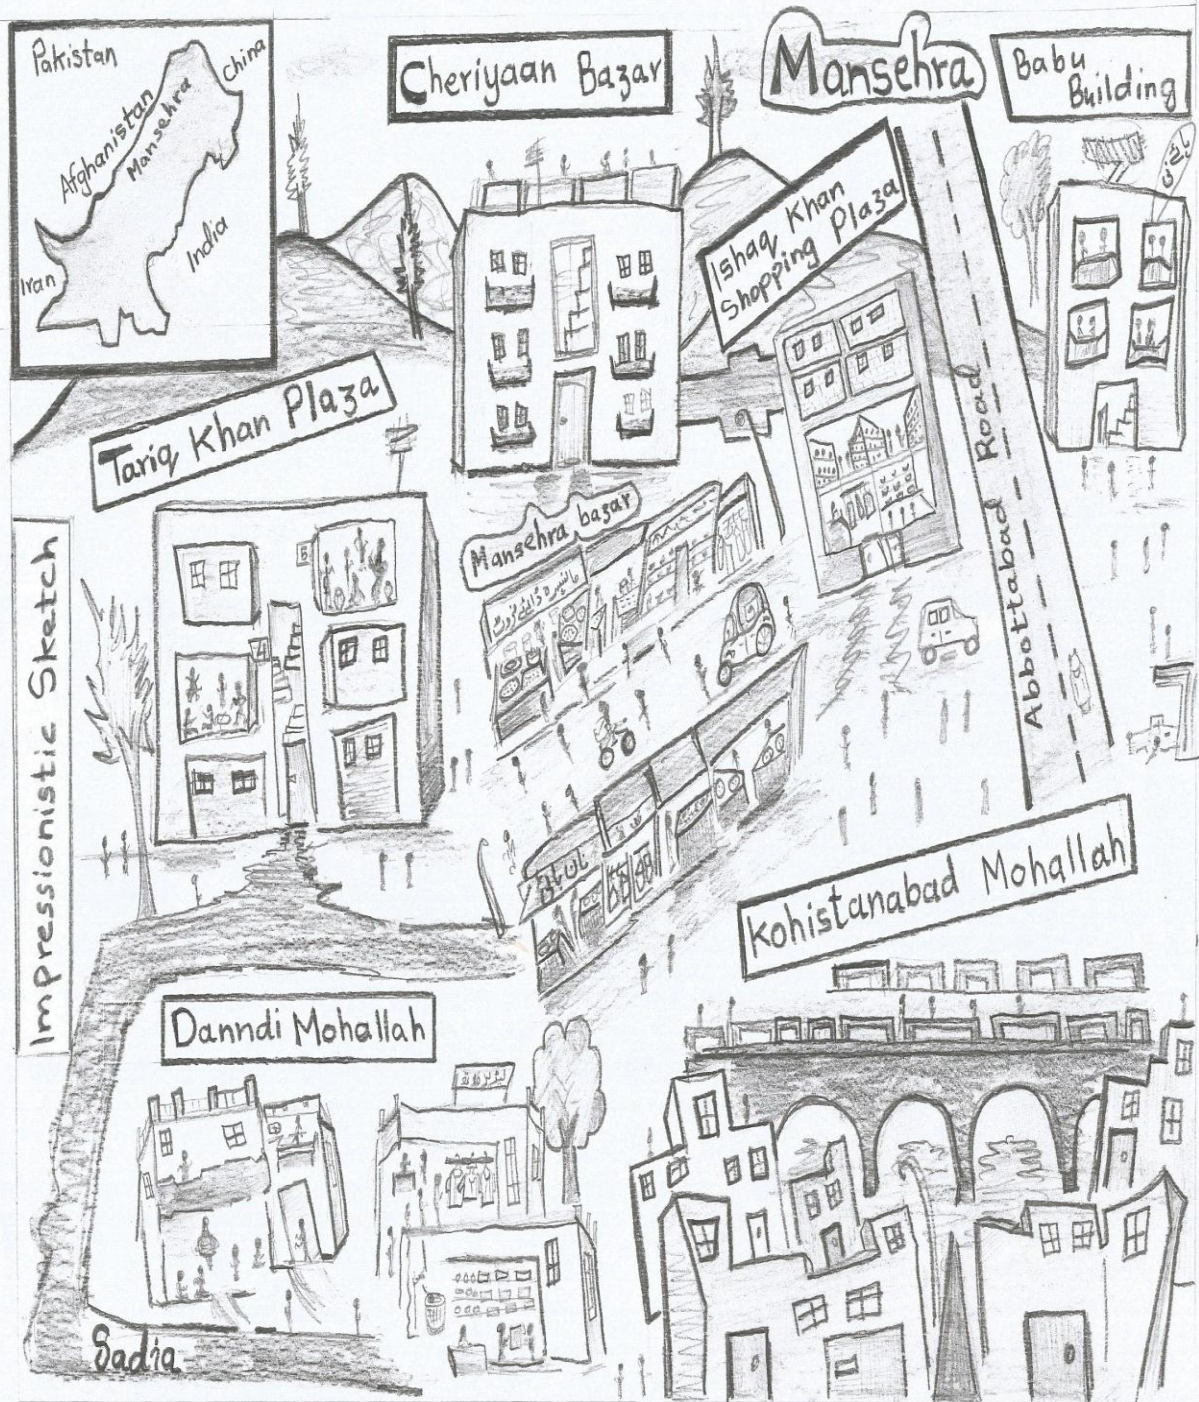 Pakistan
China
Afghanistan
Mansehra
Iran
India
Cheriyaan Bazar
Mansehra
Babu
Building
Ishaq Khan
Shopping Plaza
Tariq Khan Plaza
Mansehra bazar
Abbottabad Road
Impressionistic Sketch
Kohistanabad Mohallah
Danndi Mohallah
Sadia